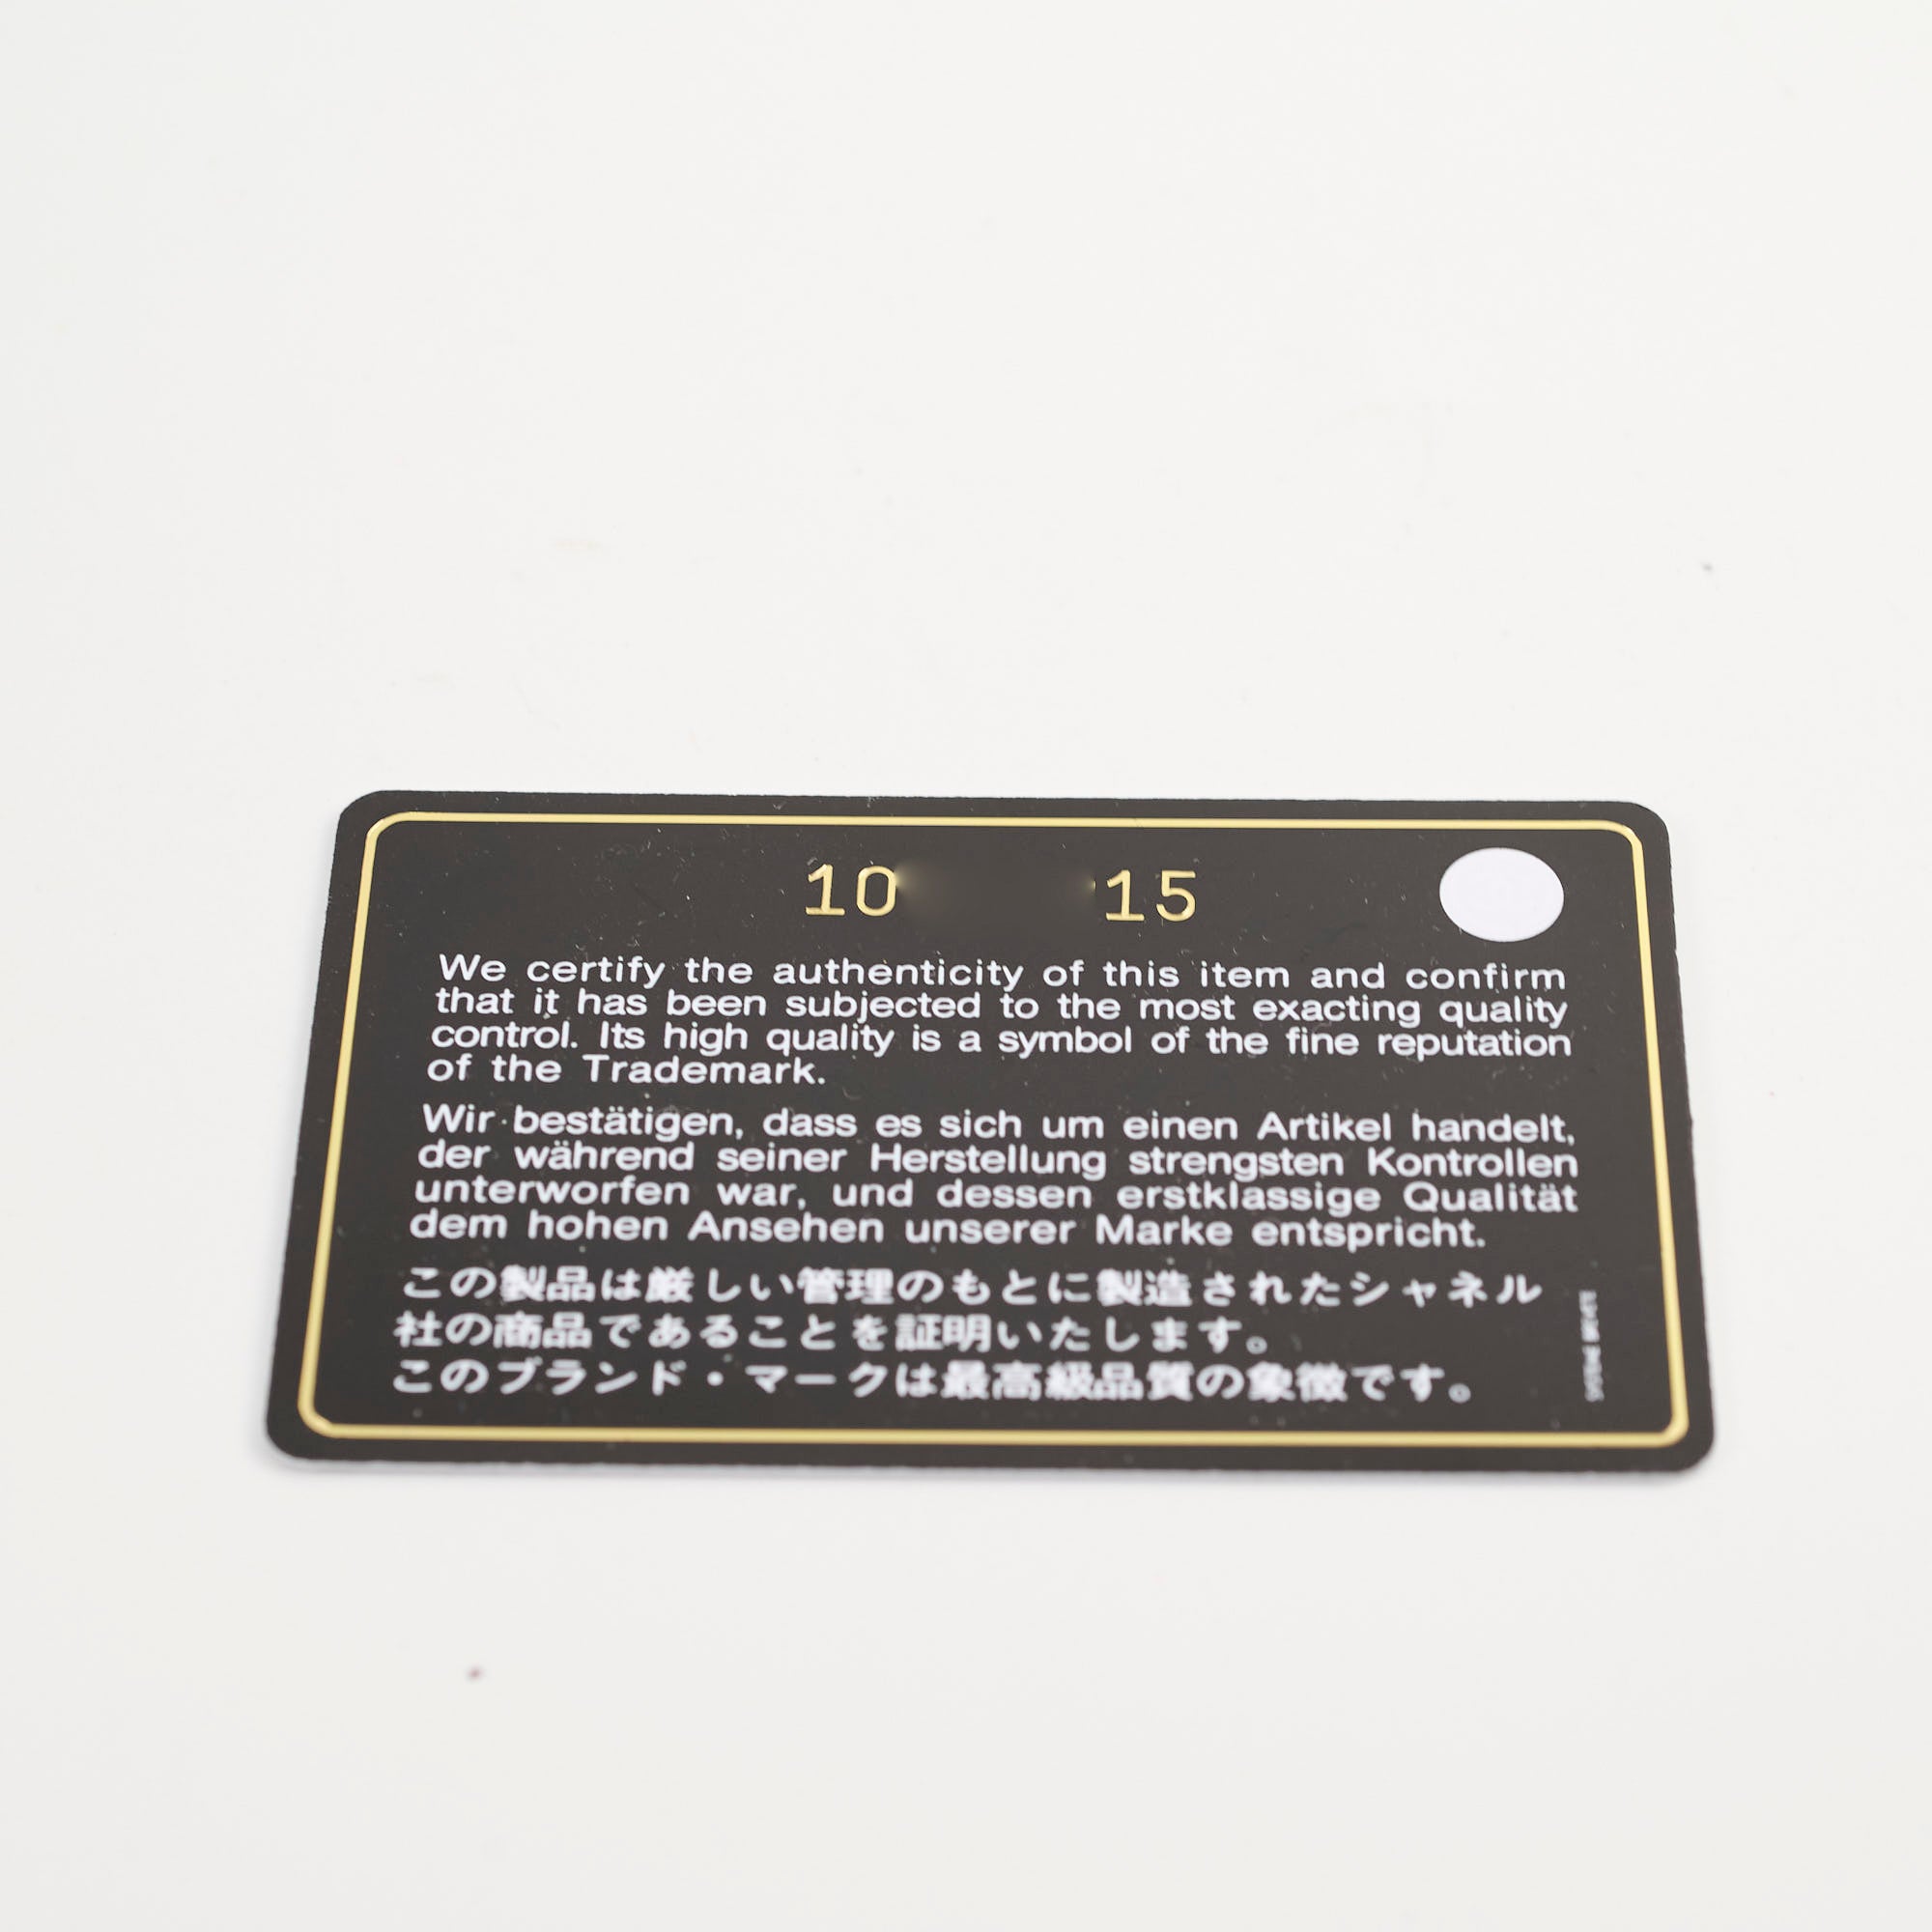 10 15
We certify the authenticity of this item and confirm
that it has been subjected to the most exacting quality
control. Its high quality is a symbol of the fine reputation
of the Trademark.
Wir bestätigen, dass es sich um einen Artikel handelt,
der während seiner Herstellung strengsten Kontrollen
unterworfen war, und dessen erstklassige Qualität
dem hohen Ansehen unserer Marke entspricht.
この製品は厳しい管理のもとに製造されたシャネル
社の商品であることを証明いたします。
このブランド・マークは最高級品質の象徴です。